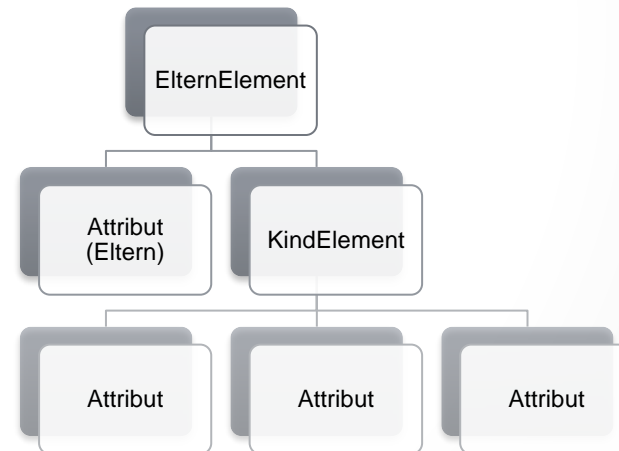 ElternElement
Attribut
(Eltern)
KindElement
Attribut
Attribut
Attribut